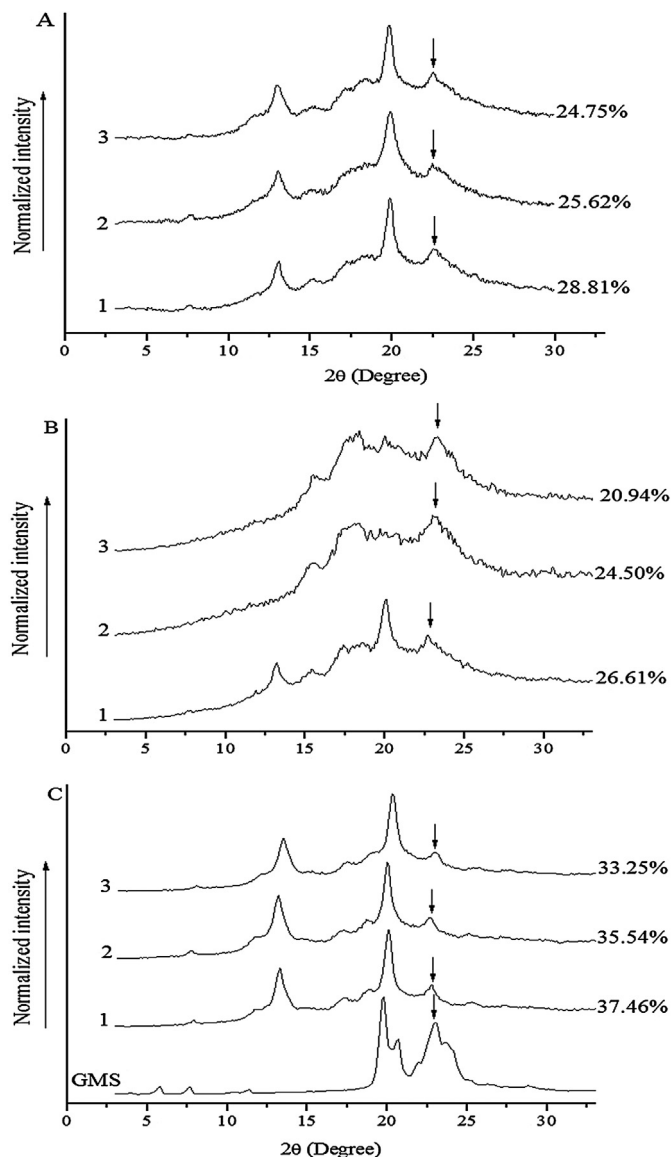 A
Normalized intensity
3
24.75%
2
25.62%
1
28.81%
0 5 10 15 20 25 30
2θ (Degree)
B
Normalized intensity
3
20.94%
2
24.50%
1
26.61%
0 5 10 15 20 25 30
C
Normalized intensity
3
33.25%
2
35.54%
1
37.46%
GMS
0 5 10 15 20 25 30
2θ (Degree)